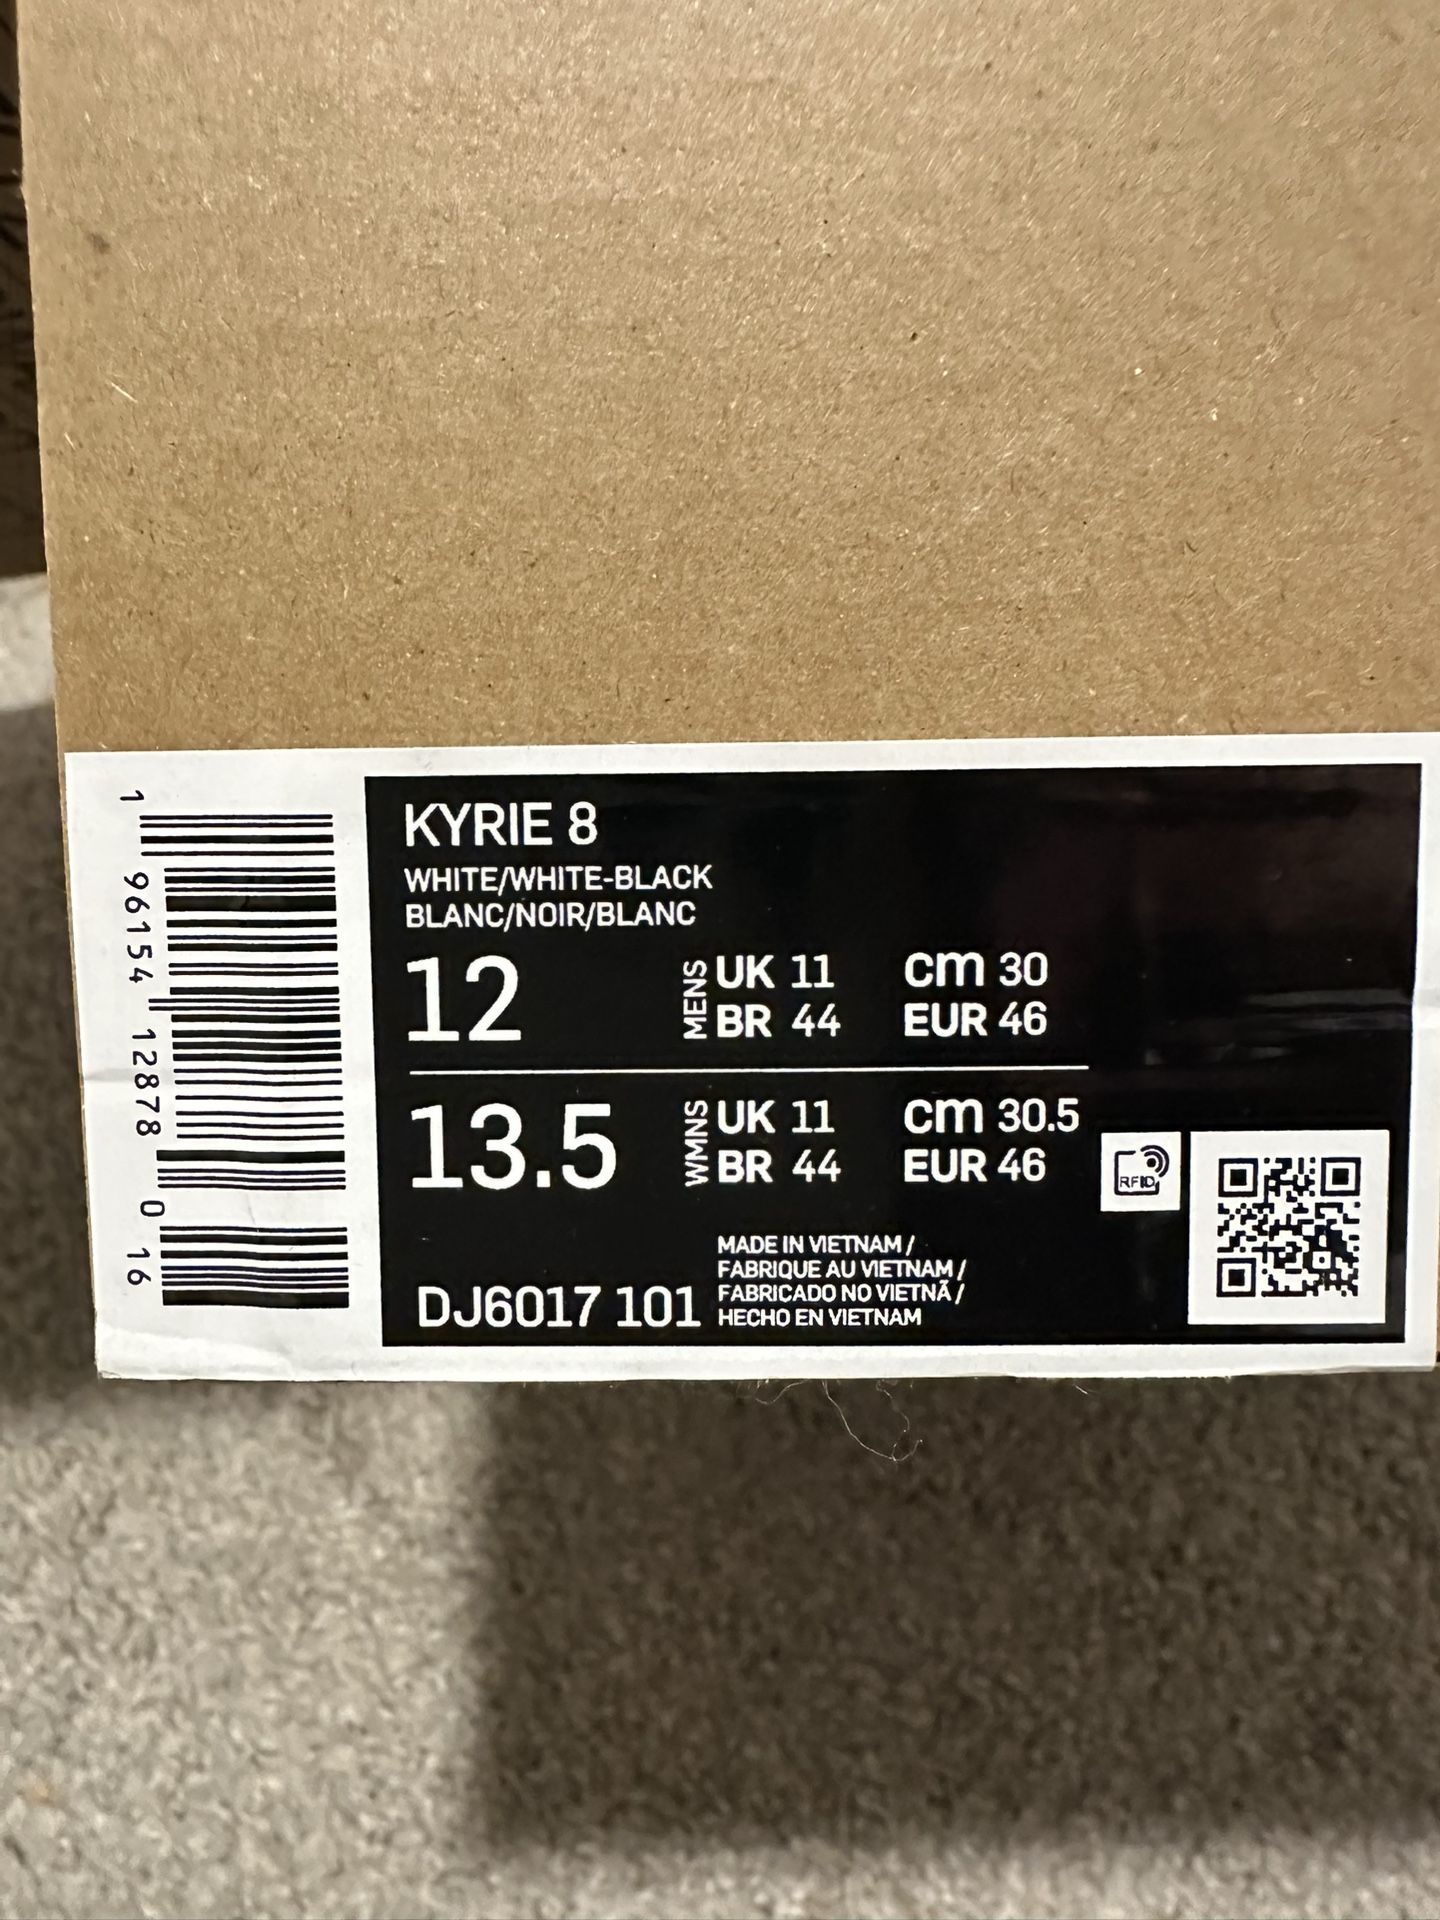 1 96154 12878 0 16
KYRIE 8
WHITE/WHITE-BLACK
BLANC/NOIR/BLANC
12 MENS UK 11 cm 30
BR 44 EUR 46
13.5 WMNS UK 11 cm 30.5
BR 44 EUR 46
RFID
DJ6017 101
MADE IN VIETNAM /
FABRIQUE AU VIETNAM /
FABRICADO NO VIETNÃ /
HECHO EN VIETNAM